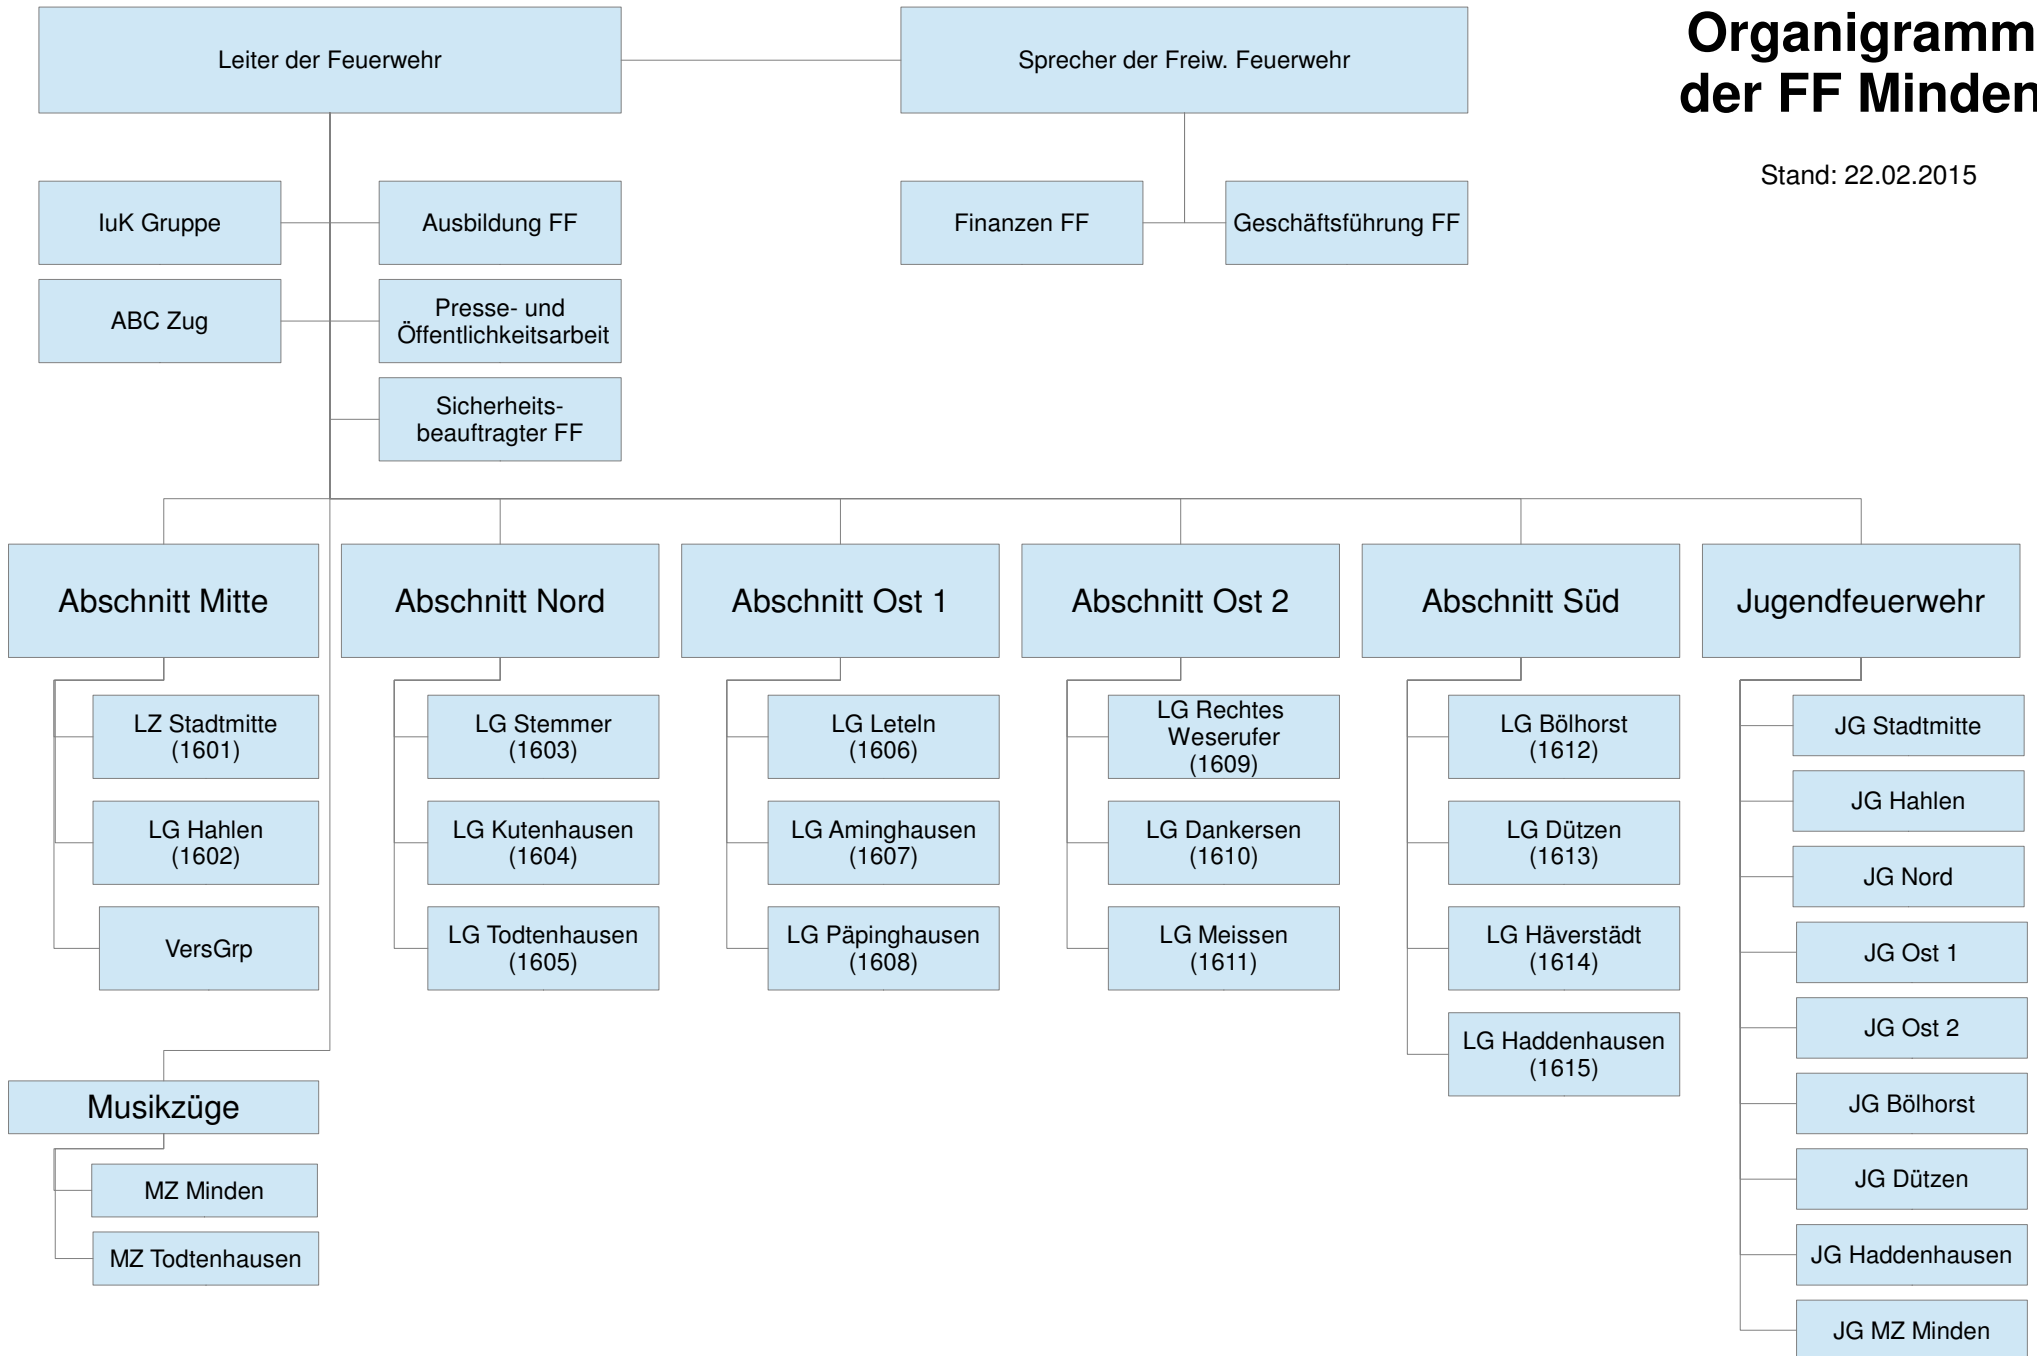 Organigramm
der FF Minden
Stand: 22.02.2015
Leiter der Feuerwehr
Sprecher der Freiw. Feuerwehr
IuK Gruppe
Ausbildung FF
Finanzen FF
Geschäftsführung FF
ABC Zug
Presse- und
Öffentlichkeitsarbeit
Sicherheits-
beauftragter FF
Abschnitt Mitte
LZ Stadtmitte
(1601)
LG Hahlen
(1602)
VersGrp
Abschnitt Nord
LG Stemmer
(1603)
LG Kutenhausen
(1604)
LG Todtenhausen
(1605)
Abschnitt Ost 1
LG Leteln
(1606)
LG Aminghausen
(1607)
LG Päpinghausen
(1608)
Abschnitt Ost 2
LG Rechtes
Weserufer
(1609)
LG Dankersen
(1610)
LG Meissen
(1611)
Abschnitt Süd
LG Bölhorst
(1612)
LG Dützen
(1613)
LG Häverstädt
(1614)
LG Haddenhausen
(1615)
Jugendfeuerwehr
JG Stadtmitte
JG Hahlen
JG Nord
JG Ost 1
JG Ost 2
JG Bölhorst
JG Dützen
JG Haddenhausen
JG MZ Minden
Musikzüge
MZ Minden
MZ Todtenhausen